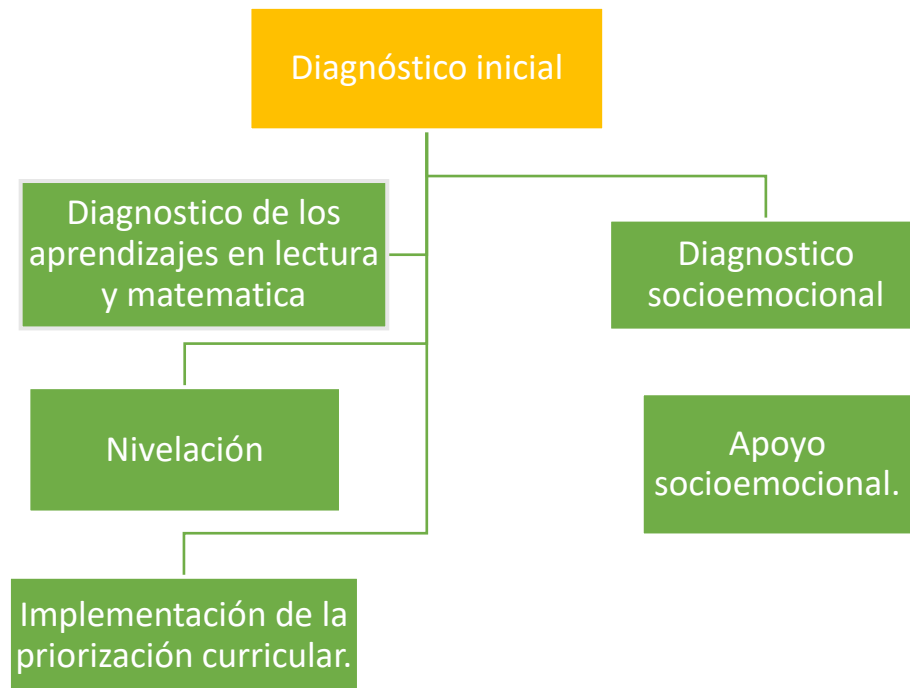 Diagnóstico inicial
Diagnostico de los
aprendizajes en lectura
y matematica
Diagnostico
socioemocional
Nivelación
Apoyo
socioemocional.
Implementación de la
priorización curricular.